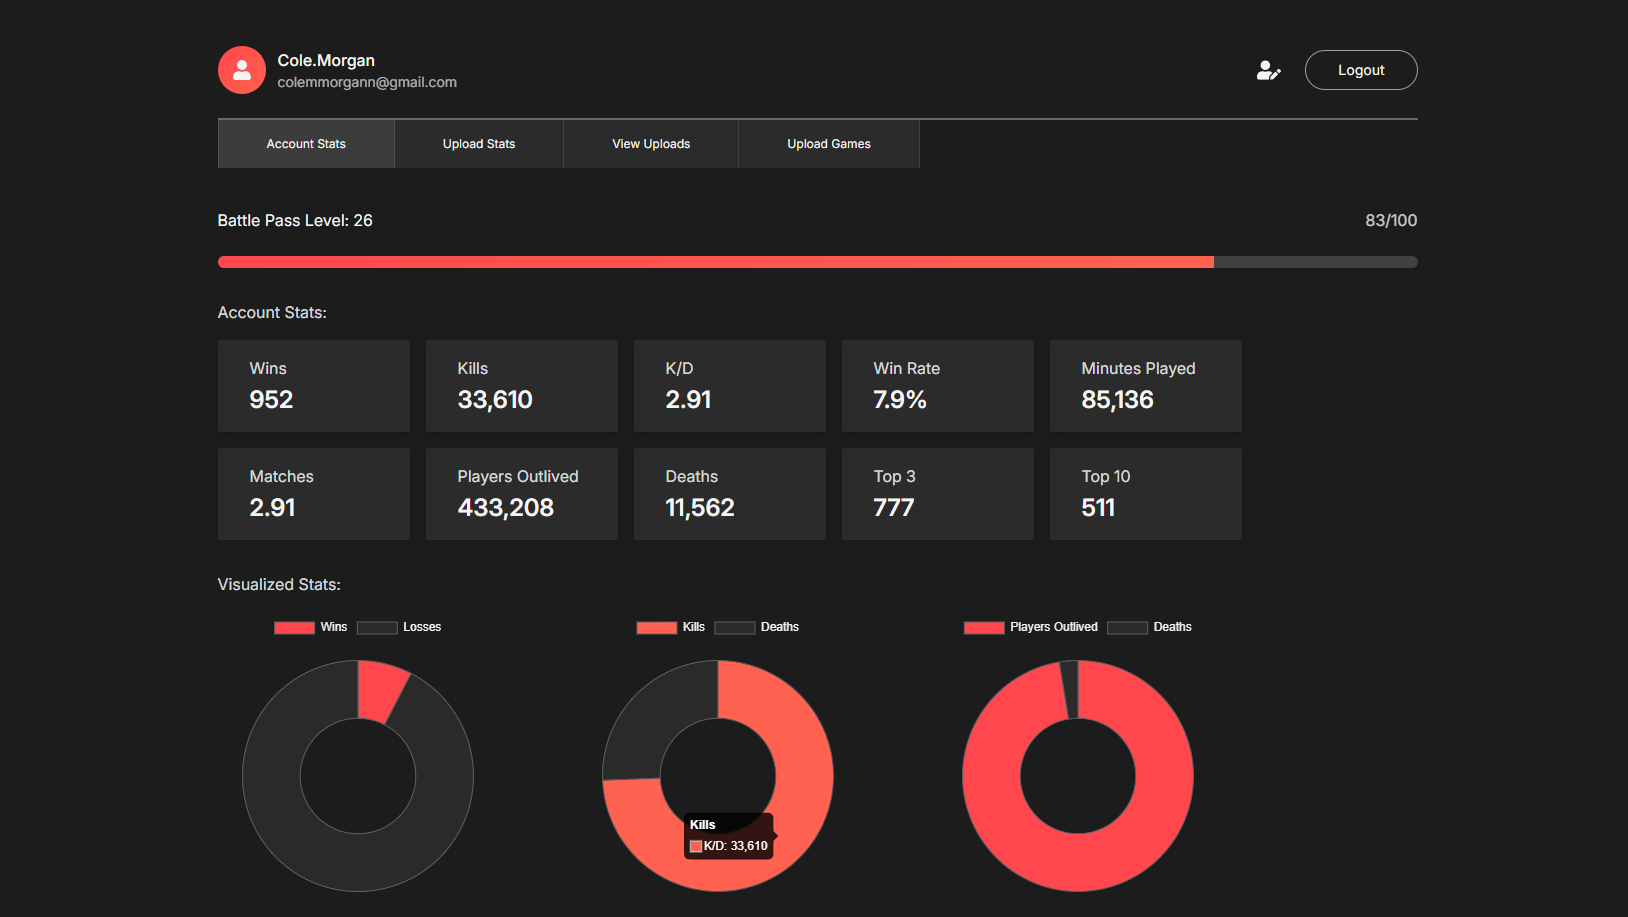 Cole.Morgan
colemmorgann@gmail.com
Logout
Account Stats
Upload Stats
View Uploads
Upload Games
Battle Pass Level: 26
83/100
Account Stats:
Wins
952
Kills
33,610
K/D
2.91
Win Rate
7.9%
Minutes Played
85,136
Matches
2.91
Players Outlived
433,208
Deaths
11,562
Top 3
777
Top 10
511
Visualized Stats:
Wins
Losses
Kills
Deaths
Players Outlived
Deaths
Kills
K/D: 33,610